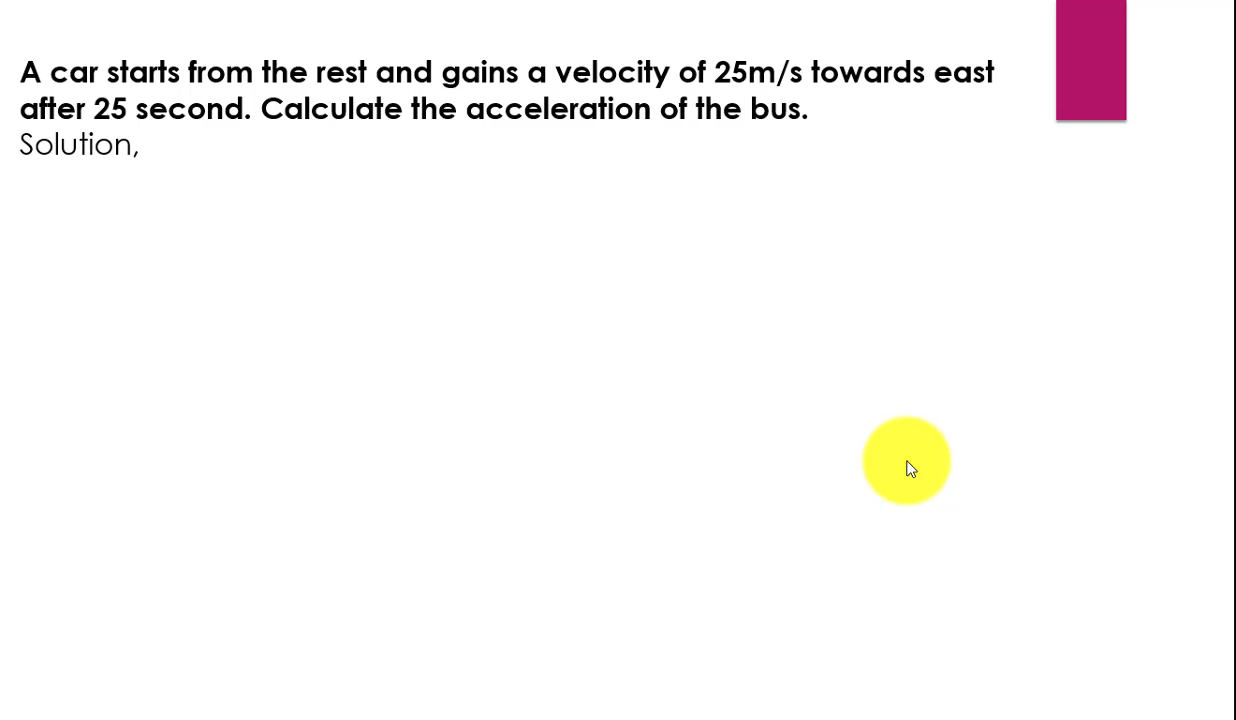 A car starts from the rest and gains a velocity of 25m/s towards east
after 25 second. Calculate the acceleration of the bus.
Solution,